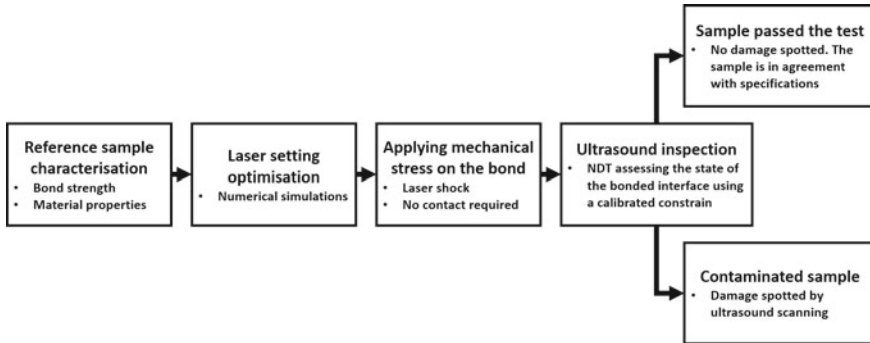 Reference sample
characterisation
• Bond strength
• Material properties
Laser setting
optimisation
• Numerical simulations
Applying mechanical
stress on the bond
• Laser shock
• No contact required
Ultrasound inspection
• NDT assessing the state of
the bonded interface using
a calibrated constrain
Sample passed the test
• No damage spotted. The
sample is in agreement
with specifications
Contaminated sample
• Damage spotted by
ultrasound scanning